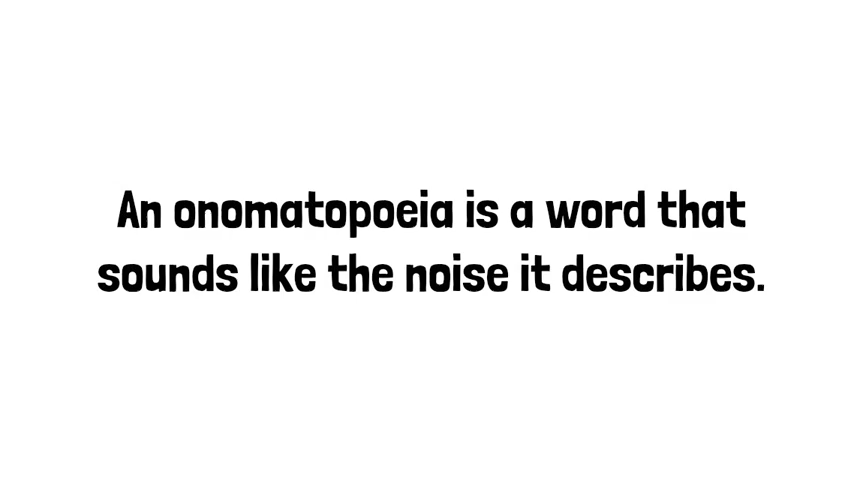 An onomatopoeia is a word that
sounds like the noise it describes.